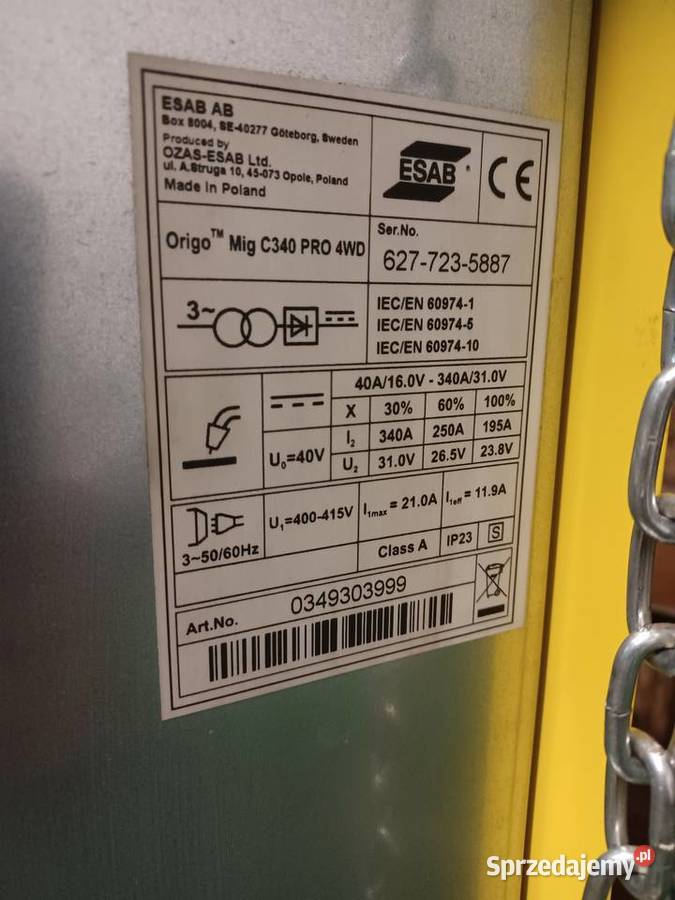 ESAB AB
Box 8004, SE-40277 Göteborg, Sweden
Produced by
OZAS-ESAB Ltd.
ul. A.Struga 10, 45-073 Opole, Poland
Made in Poland
ESAB
CE
Origo™ Mig C340 PRO 4WD
Ser.No.
627-723-5887
3~
IEC/EN 60974-1
IEC/EN 60974-5
IEC/EN 60974-10
40A/16.0V - 340A/31.0V
X 30% 60% 100%
I₂ 340A 250A 195A
U₀=40V
U₂ 31.0V 26.5V 23.8V
3~50/60Hz
U₁=400-415V
I₁max = 21.0A
I₁eff = 11.9A
Class A
IP23
S
Art.No.
0349303999
Sprzedajemy.pl